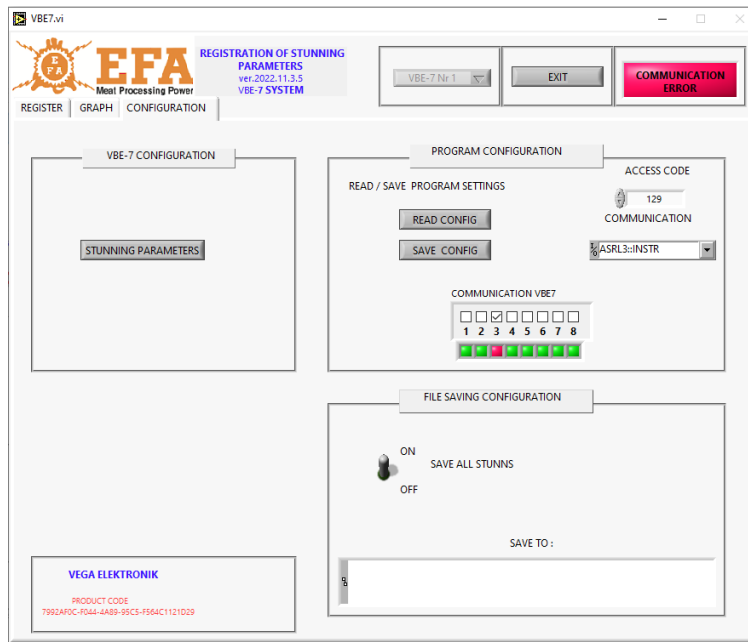 VBE7.vi
EFA
EFA
Meat Processing Power
REGISTRATION OF STUNNING
PARAMETERS
ver.2022.11.3.5
VBE-7 SYSTEM
VBE-7 Nr 1
EXIT
COMMUNICATION
ERROR
REGISTER GRAPH CONFIGURATION
VBE-7 CONFIGURATION
STUNNING PARAMETERS
PROGRAM CONFIGURATION
READ / SAVE PROGRAM SETTINGS
ACCESS CODE
129
READ CONFIG
COMMUNICATION
SAVE CONFIG
ASRL3::INSTR
COMMUNICATION VBE7
1 2 3 4 5 6 7 8
FILE SAVING CONFIGURATION
ON
SAVE ALL STUNNS
OFF
SAVE TO :
VEGA ELEKTRONIK
PRODUCT CODE
7992AF0C-F044-4A89-95C5-F564C1121D29